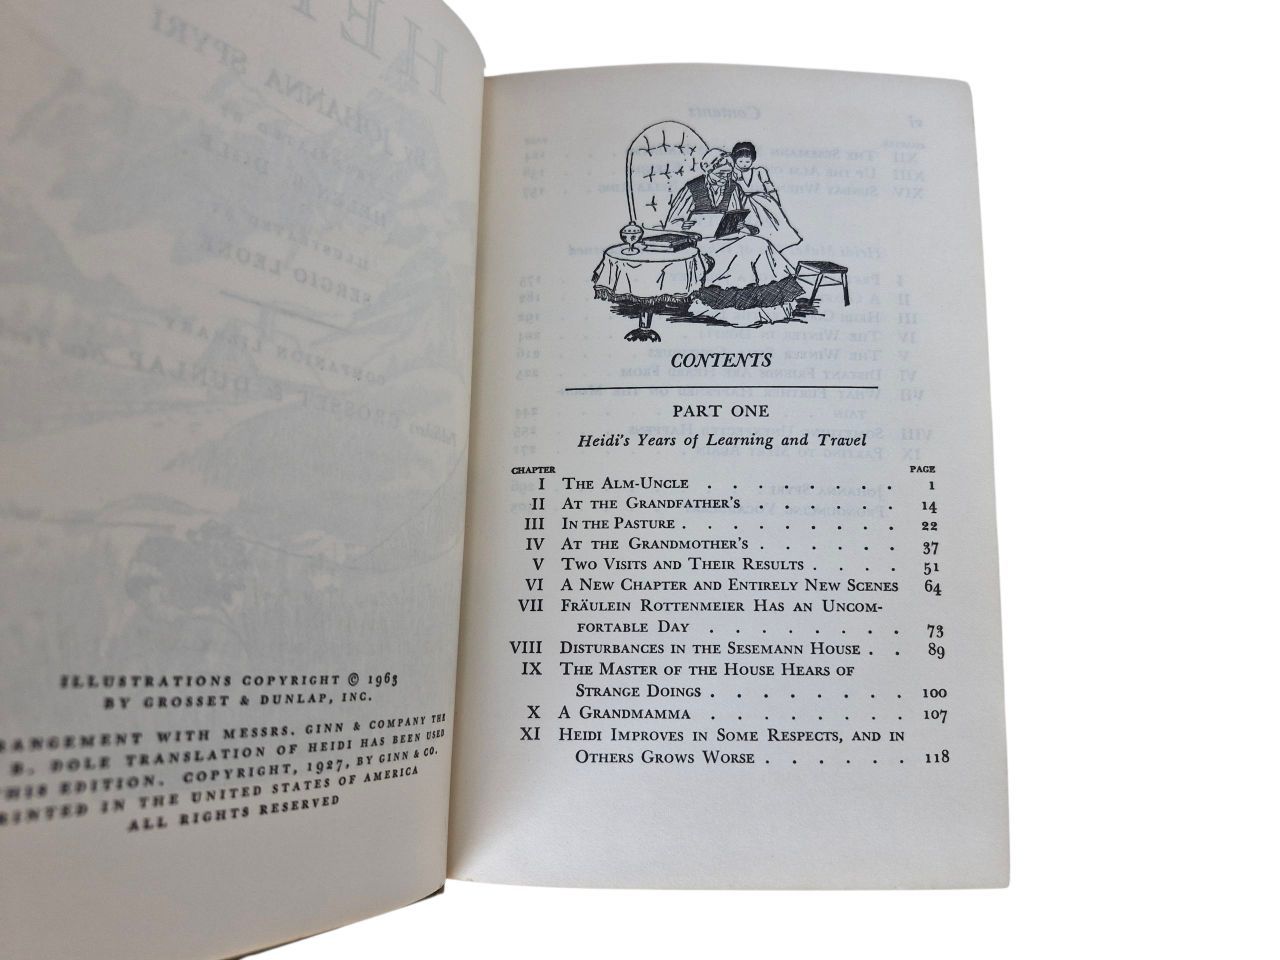 ILLUSTRATIONS COPYRIGHT © 1963
BY GROSSET & DUNLAP, INC.
WITH MESSRS. GINN & COMPANY THE
B. DOLE TRANSLATION OF HEIDI HAS BEEN USED
THIS EDITION. COPYRIGHT, 1927, BY GINN & CO.
PRINTED IN THE UNITED STATES OF AMERICA
ALL RIGHTS RESERVED
CONTENTS
PART ONE
Heidi's Years of Learning and Travel
CHAPTER PAGE
I THE ALM-UNCLE . . . . . . . . 1
II AT THE GRANDFATHER'S . . . . . . 14
III IN THE PASTURE . . . . . . . . . 22
IV AT THE GRANDMOTHER'S . . . . . . 37
V TWO VISITS AND THEIR RESULTS . . . . 51
VI A NEW CHAPTER AND ENTIRELY NEW SCENES 64
VII FRÄULEIN ROTTENMEIER HAS AN UNCOM-
FORTABLE DAY . . . . . . . . 73
VIII DISTURBANCES IN THE SESEMANN HOUSE . . 89
IX THE MASTER OF THE HOUSE HEARS OF
STRANGE DOINGS . . . . . . . . 100
X A GRANDMAMMA . . . . . . . . 107
XI HEIDI IMPROVES IN SOME RESPECTS, AND IN
OTHERS GROWS WORSE . . . . . . 118